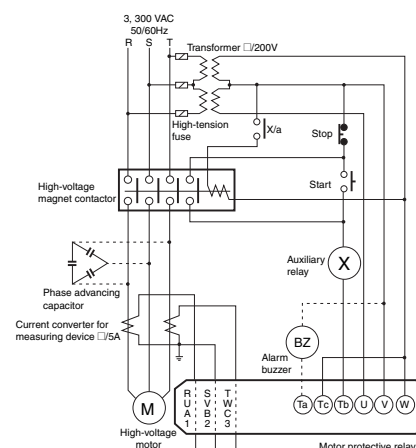 3, 300 VAC
50/60Hz
R S T
Transformer □/200V
High-tension
fuse
X/a
Stop
Start
High-voltage
magnet contactor
Auxiliary
relay
X
Phase advancing
capacitor
Current converter for
measuring device □/5A
BZ
Alarm
buzzer
Ta Tc Tb U V W
R S T
U V W
A B C
1 2 3
M
High-voltage
motor
Motor protective relay